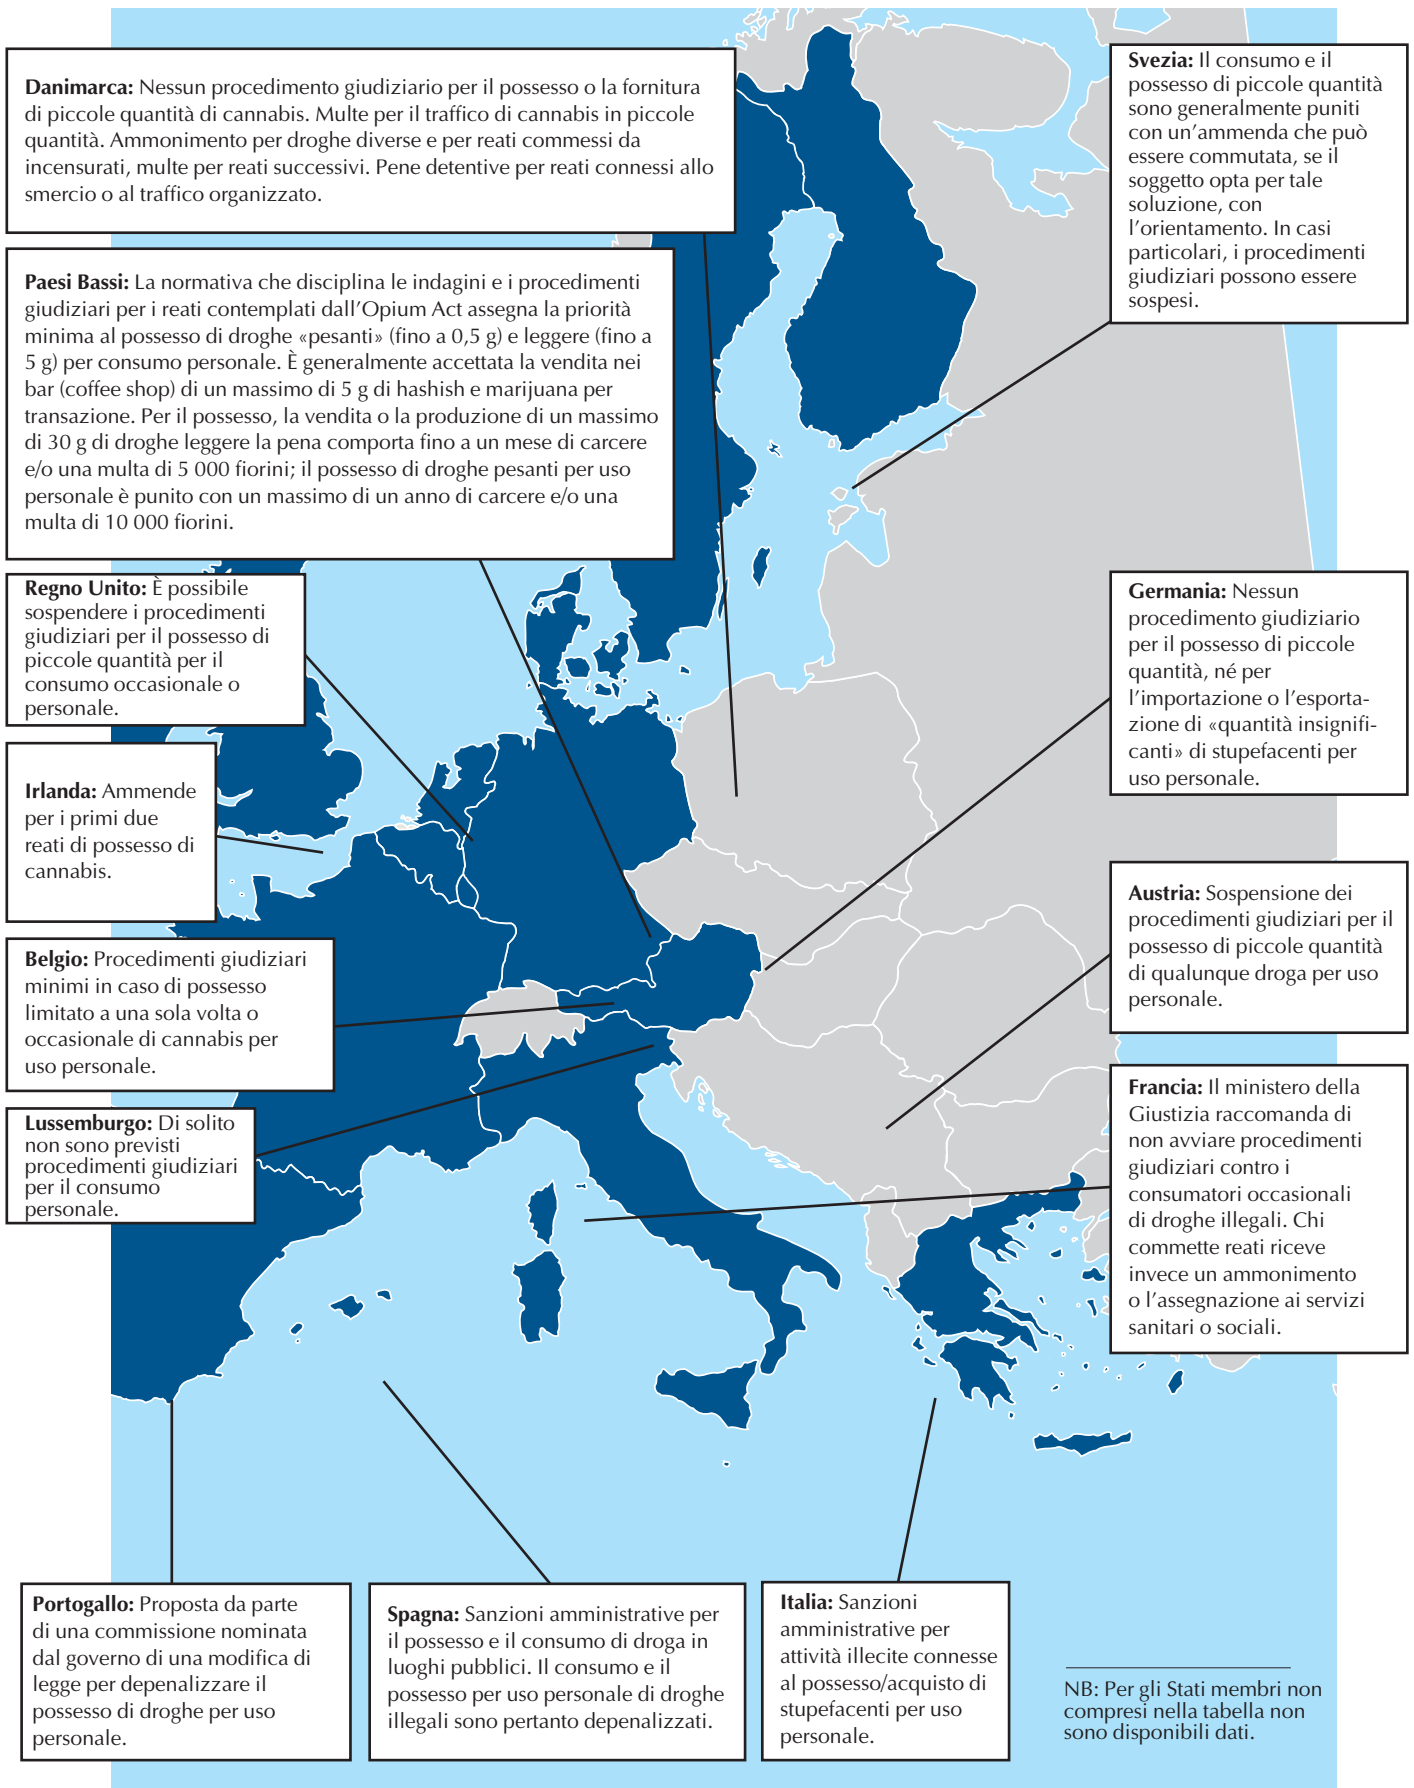 Danimarca: Nessun procedimento giudiziario per il possesso o la fornitura
di piccole quantità di cannabis. Multe per il traffico di cannabis in piccole
quantità. Ammonimento per droghe diverse e per reati commessi da
incensurati, multe per reati successivi. Pene detentive per reati connessi allo
smercio o al traffico organizzato.
Svezia: Il consumo e il
possesso di piccole quantità
sono generalmente puniti
con un’ammenda che può
essere commutata, se il
soggetto opta per tale
soluzione, con
l’orientamento. In casi
particolari, i procedimenti
giudiziari possono essere
sospesi.
Paesi Bassi: La normativa che disciplina le indagini e i procedimenti
giudiziari per i reati contemplati dall’Opium Act assegna la priorità
minima al possesso di droghe «pesanti» (fino a 0,5 g) e leggere (fino a
5 g) per consumo personale. È generalmente accettata la vendita nei
bar (coffee shop) di un massimo di 5 g di hashish e marijuana per
transazione. Per il possesso, la vendita o la produzione di un massimo
di 30 g di droghe leggere la pena comporta fino a un mese di carcere
e/o una multa di 5 000 fiorini; il possesso di droghe pesanti per uso
personale è punito con un massimo di un anno di carcere e/o una
multa di 10 000 fiorini.
Regno Unito: È possibile
sospendere i procedimenti
giudiziari per il possesso di
piccole quantità per il
consumo occasionale o
personale.
Germania: Nessun
procedimento giudiziario
per il possesso di piccole
quantità, né per
l’importazione o l’esporta-
zione di «quantità insignifi-
canti» di stupefacenti per
uso personale.
Irlanda: Ammende
per i primi due
reati di possesso di
cannabis.
Austria: Sospensione dei
procedimenti giudiziari per il
possesso di piccole quantità
di qualunque droga per uso
personale.
Belgio: Procedimenti giudiziari
minimi in caso di possesso
limitato a una sola volta o
occasionale di cannabis per
uso personale.
Francia: Il ministero della
Giustizia raccomanda di
non avviare procedimenti
giudiziari contro i
consumatori occasionali
di droghe illegali. Chi
commette reati riceve
invece un ammonimento
o l’assegnazione ai servizi
sanitari o sociali.
Lussemburgo: Di solito
non sono previsti
procedimenti giudiziari
per il consumo
personale.
Portogallo: Proposta da parte
di una commissione nominata
dal governo di una modifica di
legge per depenalizzare il
possesso di droghe per uso
personale.
Spagna: Sanzioni amministrative per
il possesso e il consumo di droga in
luoghi pubblici. Il consumo e il
possesso per uso personale di droghe
illegali sono pertanto depenalizzati.
Italia: Sanzioni
amministrative per
attività illecite connesse
al possesso/acquisto di
stupefacenti per uso
personale.
NB: Per gli Stati membri non
compresi nella tabella non
sono disponibili dati.